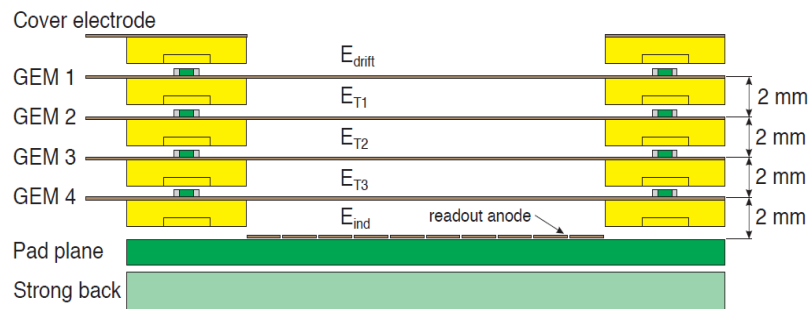 Cover electrode
E_drift
GEM 1
E_T1
2 mm
GEM 2
E_T2
2 mm
GEM 3
E_T3
2 mm
GEM 4
E_ind
readout anode
2 mm
Pad plane
Strong back